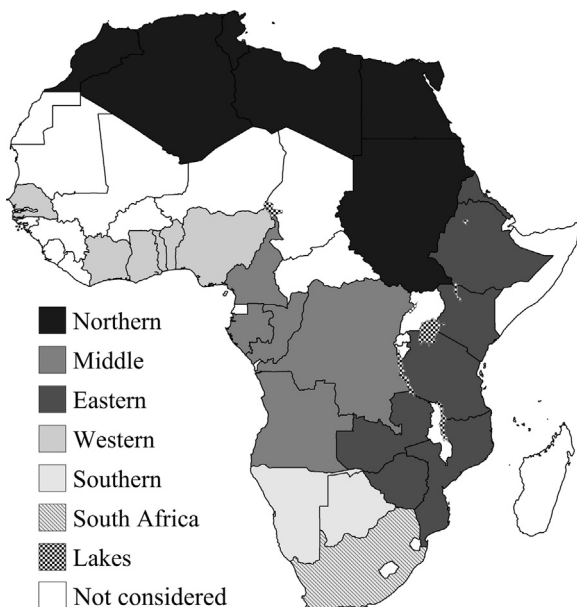 Northern
Middle
Eastern
Western
Southern
South Africa
Lakes
Not considered